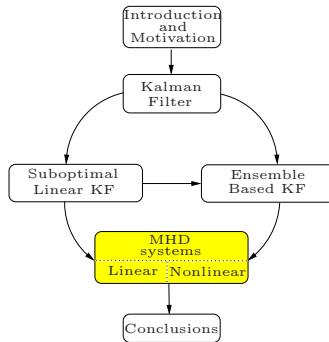 Introduction
and
Motivation
Kalman
Filter
Suboptimal
Linear KF
Ensemble
Based KF
MHD
systems
Linear Nonlinear
Conclusions